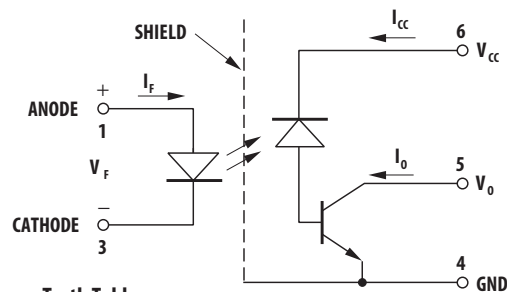 SHIELD
I_CC
6
V_CC
I_F
+
ANODE
1
V_F
I_O
5
V_O
−
CATHODE
3
4
GND